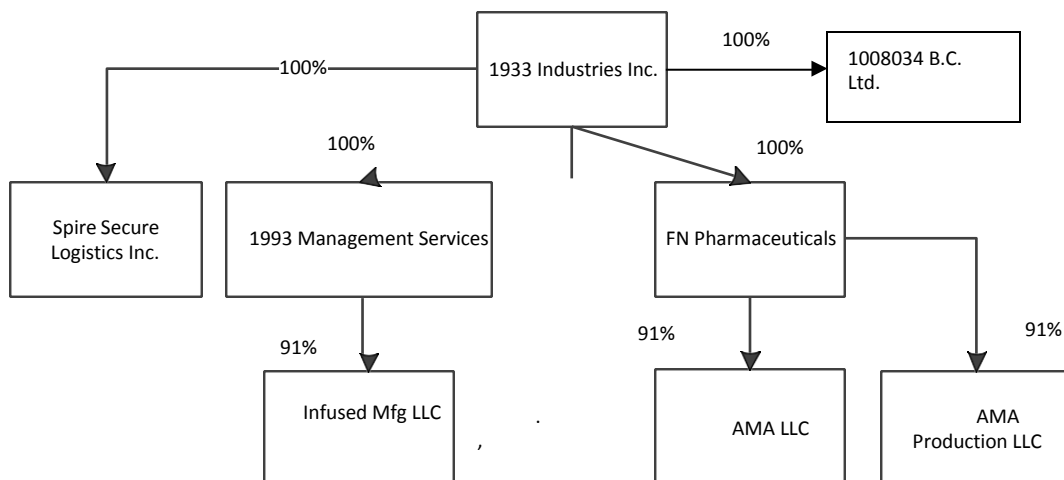 100%
1933 Industries Inc.
100%
1008034 B.C.
Ltd.
100%
100%
Spire Secure
Logistics Inc.
1993 Management Services
FN Pharmaceuticals
91%
91%
91%
Infused Mfg LLC
,
.
AMA LLC
AMA
Production LLC